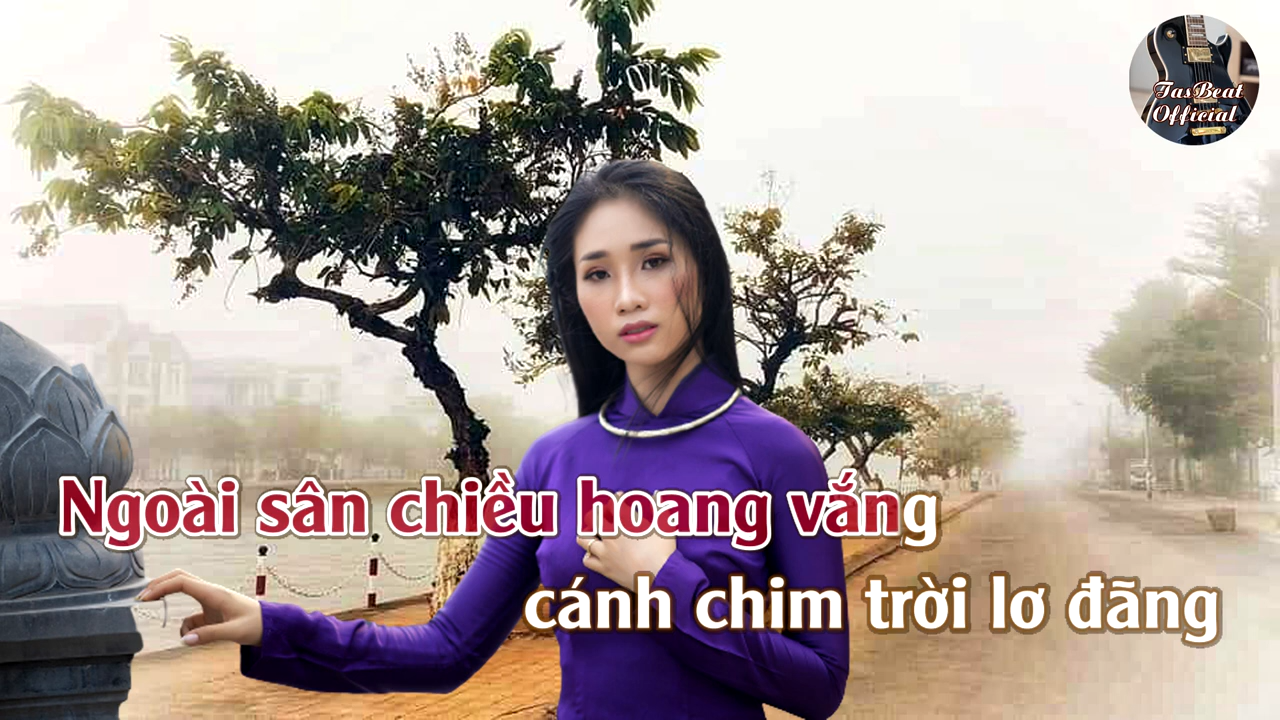 TasBeat
Official
Ngoài sân chiều hoang vắng
cánh chim trời lơ đãng